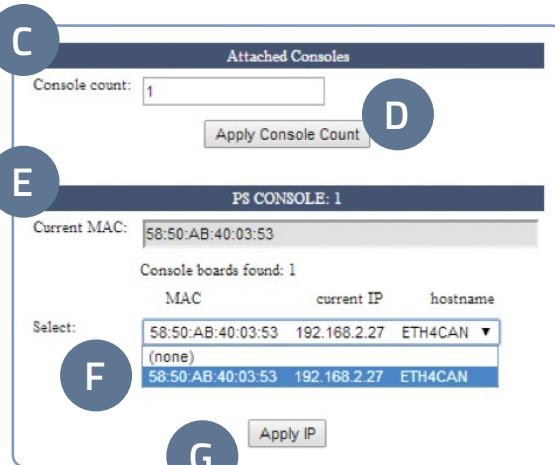 C
Attached Consoles
Console count: 1
D
Apply Console Count
E
PS CONSOLE: 1
Current MAC: 58:50:AB:40:03:53
Console boards found: 1
MAC current IP hostname
Select: 58:50:AB:40:03:53 192.168.2.27 ETH4CAN ▼
(none)
F
58:50:AB:40:03:53 192.168.2.27 ETH4CAN
Apply IP
G